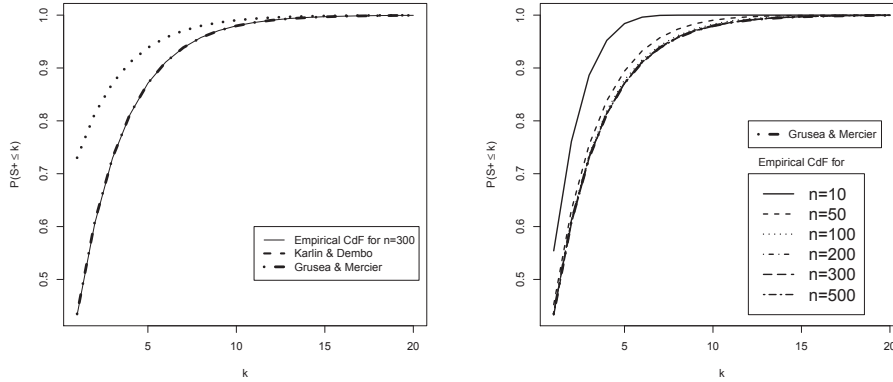 1.0
0.9
0.8
0.7
0.6
0.5
P(S+ ≤ k)
Empirical CdF for n=300
Karlin & Dembo
Grusea & Mercier
5
10
15
20
k
1.0
0.9
0.8
0.7
0.6
0.5
P(S+ ≤ k)
Grusea & Mercier
Empirical CdF for
n=10
n=50
n=100
n=200
n=300
n=500
5
10
15
20
k